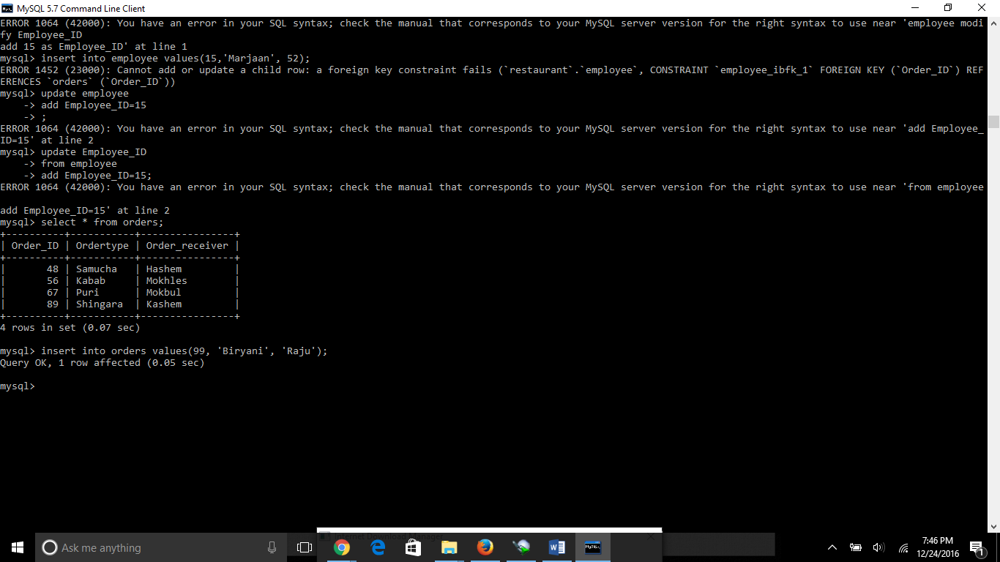 MySQL 5.7 Command Line Client
ERROR 1064 (42000): You have an error in your SQL syntax; check the manual that corresponds to your MySQL server version for the right syntax to use near 'employee modi
fy Employee_ID
add 15 as Employee_ID' at line 1
mysql> insert into employee values(15,'Marjaan', 52);
ERROR 1452 (23000): Cannot add or update a child row: a foreign key constraint fails (`restaurant`.`employee`, CONSTRAINT `employee_ibfk_1` FOREIGN KEY (`Order_ID`) REF
ERENCES `orders` (`Order_ID`))
mysql> update employee
    -> add Employee_ID=15
    -> ;
ERROR 1064 (42000): You have an error in your SQL syntax; check the manual that corresponds to your MySQL server version for the right syntax to use near 'add Employee_
ID=15' at line 2
mysql> update Employee_ID
    -> from employee
    -> add Employee_ID=15;
ERROR 1064 (42000): You have an error in your SQL syntax; check the manual that corresponds to your MySQL server version for the right syntax to use near 'from employee
add Employee_ID=15' at line 2
mysql> select * from orders;
+----------+-----------+----------------+
| Order_ID | Ordertype | Order_receiver |
+----------+-----------+----------------+
|       48 | Samucha   | Hashem         |
|       56 | Kabab     | Mokhles        |
|       67 | Puri      | Mokbul         |
|       89 | Shingara  | Kashem         |
+----------+-----------+----------------+
4 rows in set (0.07 sec)
mysql> insert into orders values(99, 'Biryani', 'Raju');
Query OK, 1 row affected (0.05 sec)
mysql>
Internet Download Manager
Ask me anything
7:46 PM
12/24/2016
1